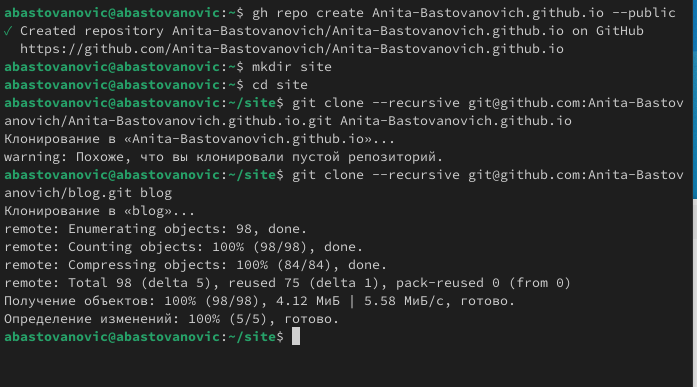 abastovanovic@abastovanovic:~$ gh repo create Anita-Bastovanovich.github.io --public
✓ Created repository Anita-Bastovanovich/Anita-Bastovanovich.github.io on GitHub
  https://github.com/Anita-Bastovanovich/Anita-Bastovanovich.github.io
abastovanovic@abastovanovic:~$ mkdir site
abastovanovic@abastovanovic:~$ cd site
abastovanovic@abastovanovic:~/site$ git clone --recursive git@github.com:Anita-Bastov
anovich/Anita-Bastovanovich.github.io.git Anita-Bastovanovich.github.io
Клонирование в «Anita-Bastovanovich.github.io»...
warning: Похоже, что вы клонировали пустой репозиторий.
abastovanovic@abastovanovic:~/site$ git clone --recursive git@github.com:Anita-Bastov
anovich/blog.git blog
Клонирование в «blog»...
remote: Enumerating objects: 98, done.
remote: Counting objects: 100% (98/98), done.
remote: Compressing objects: 100% (84/84), done.
remote: Total 98 (delta 5), reused 75 (delta 1), pack-reused 0 (from 0)
Получение объектов: 100% (98/98), 4.12 МиБ | 5.58 МиБ/с, готово.
Определение изменений: 100% (5/5), готово.
abastovanovic@abastovanovic:~/site$